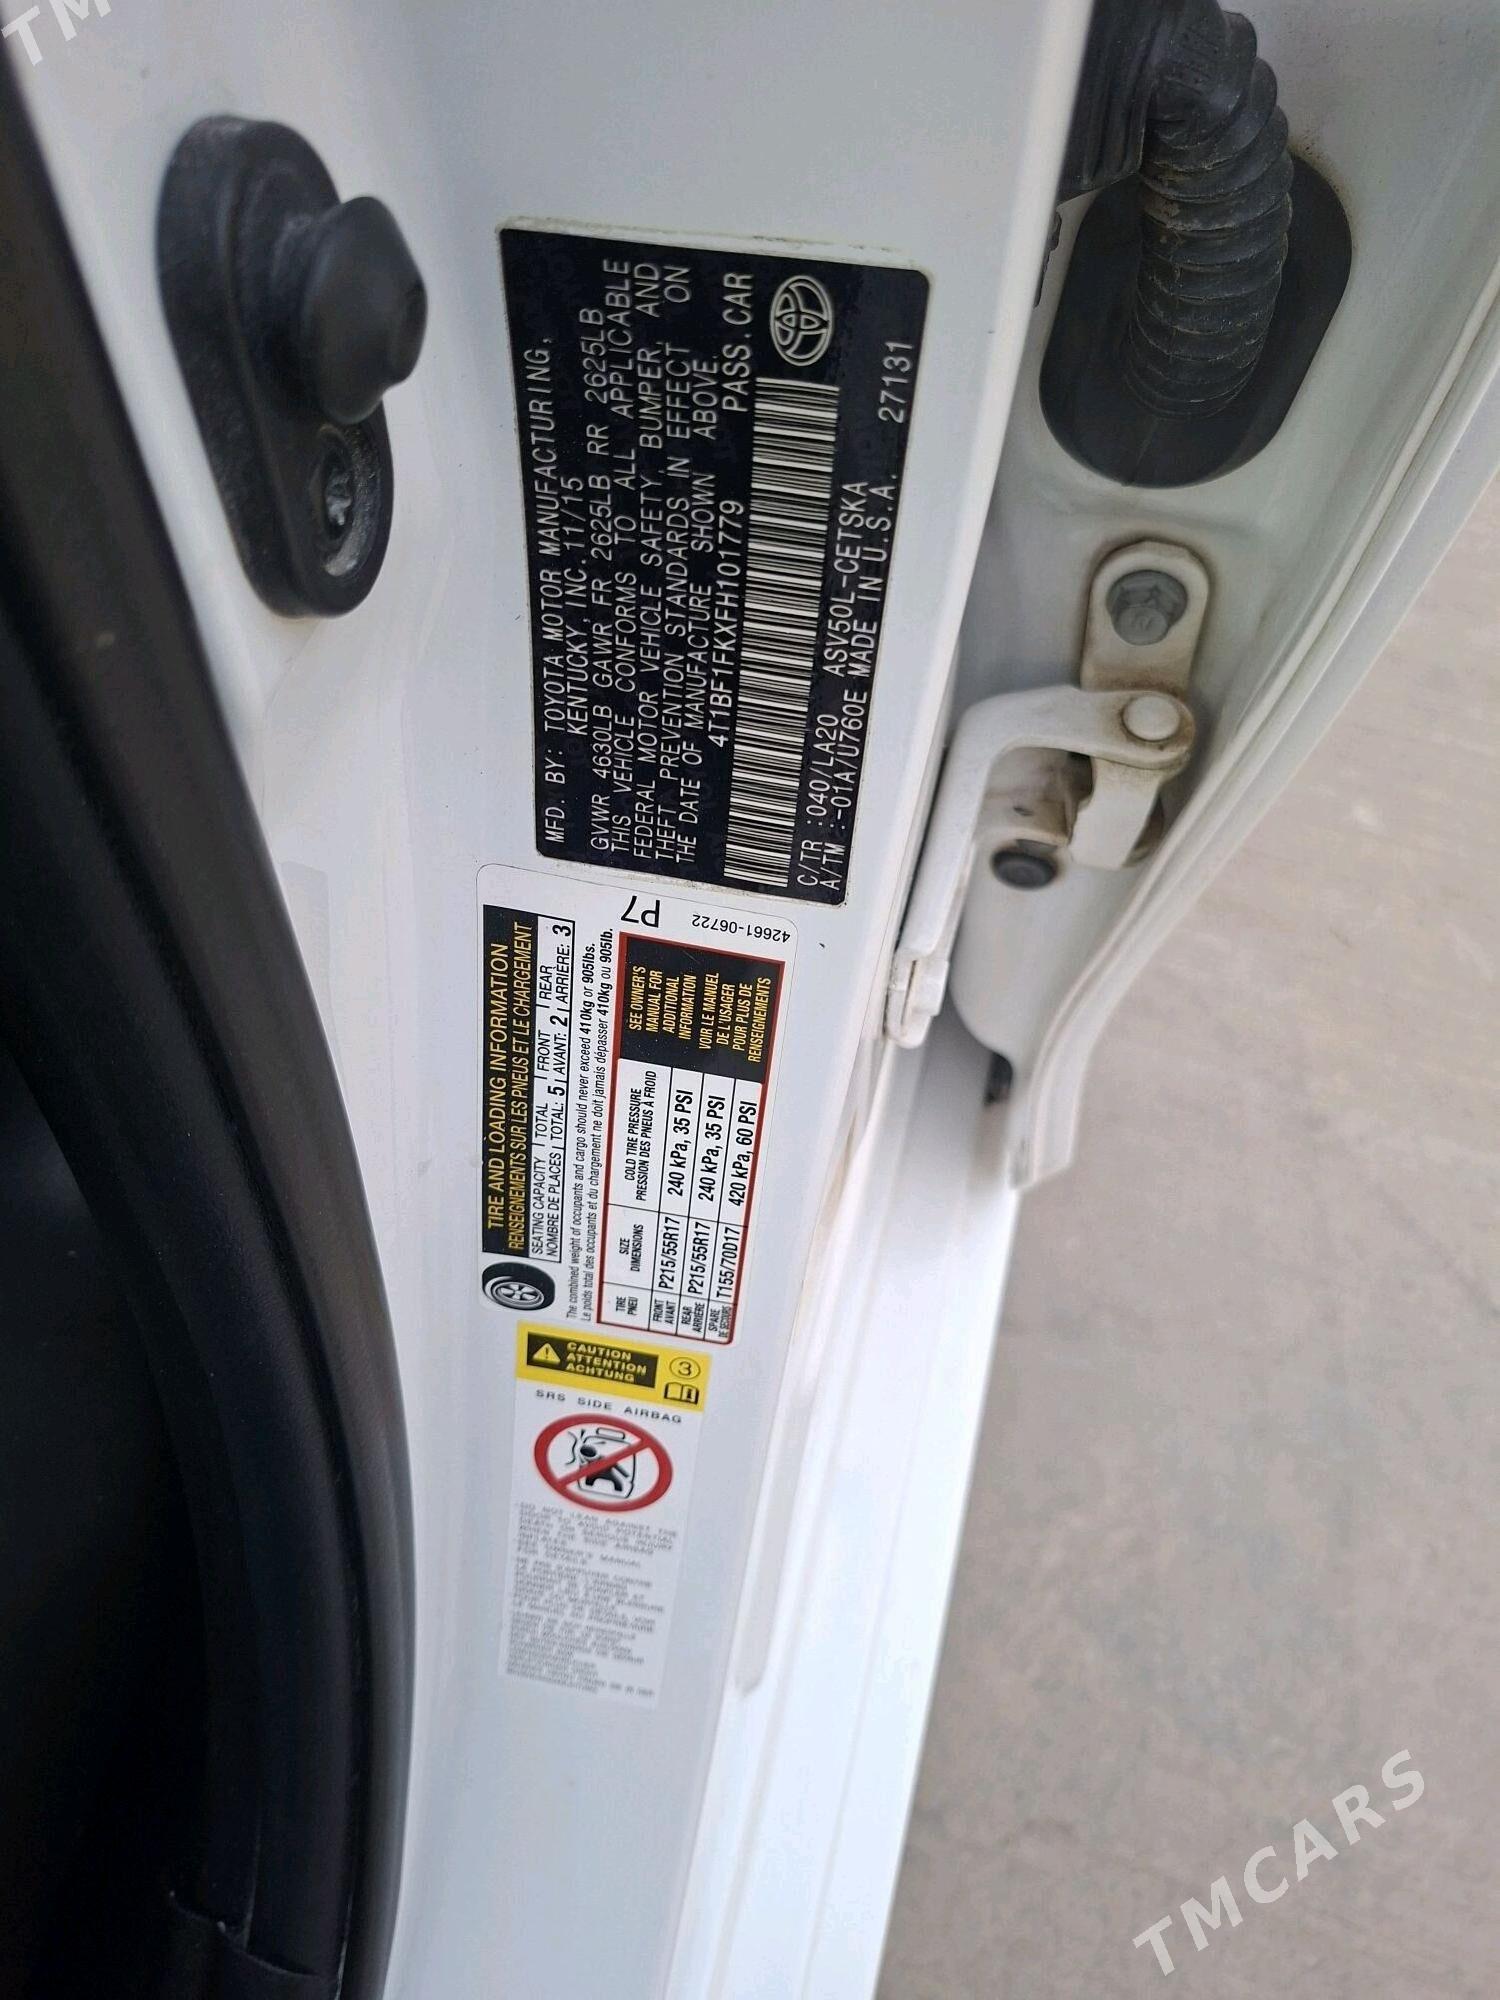 MFD. BY: TOYOTA MOTOR MANUFACTURING,
KENTUCKY, INC. 11/15
GVWR 4630LB GAWR FR 2625LB RR 2625LB
THIS VEHICLE CONFORMS TO ALL APPLICABLE
FEDERAL MOTOR VEHICLE SAFETY, BUMPER, AND
THEFT PREVENTION STANDARDS IN EFFECT ON
THE DATE OF MANUFACTURE SHOWN ABOVE.
4T1BF1FKXFH101779 PASS.CAR
C/TR :040/LA20 ASV50L-CETSKA
A/TM :-01A/U760E MADE IN U.S.A. 27131
TIRE AND LOADING INFORMATION
RENSEIGNEMENTS SUR LES PNEUS ET LE CHARGEMENT
SEATING CAPACITY TOTAL FRONT REAR
NOMBRE DE PLACES TOTAL: 5 AVANT: 2 ARRIÈRE: 3
The combined weight of occupants and cargo should never exceed 410kg or 905lbs.
Le poids total des occupants et du chargement ne doit jamais dépasser 410kg ou 905lb.
P7
42661-06722
TIRE SIZE COLD TIRE PRESSURE
PNEU DIMENSIONS PRESSION DES PNEUS À FROID
FRONT
AVANT P215/55R17 240 kPa, 35 PSI
REAR
ARRIÈRE P215/55R17 240 kPa, 35 PSI
SPARE
DE SECOURS T155/70D17 420 kPa, 60 PSI
SEE OWNER'S
MANUAL FOR
ADDITIONAL
INFORMATION
VOIR LE MANUEL
DE L'USAGER
POUR PLUS DE
RENSEIGNEMENTS
CAUTION
ATTENTION
ACHTUNG
3
SRS SIDE AIRBAG
TMCARS
TM